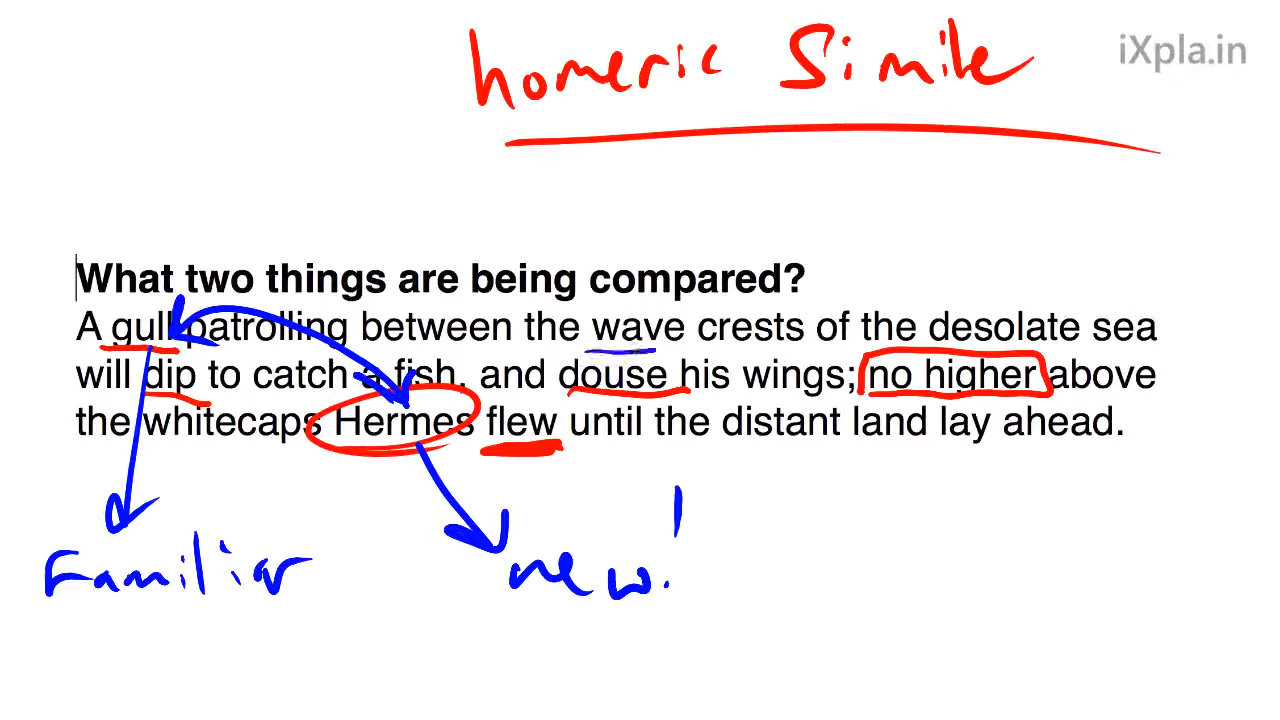 homeric Simile
iXpla.in
What two things are being compared?
A gull patrolling between the wave crests of the desolate sea
will dip to catch a fish, and douse his wings; no higher above
the whitecaps Hermes flew until the distant land lay ahead.
Familiar
new!